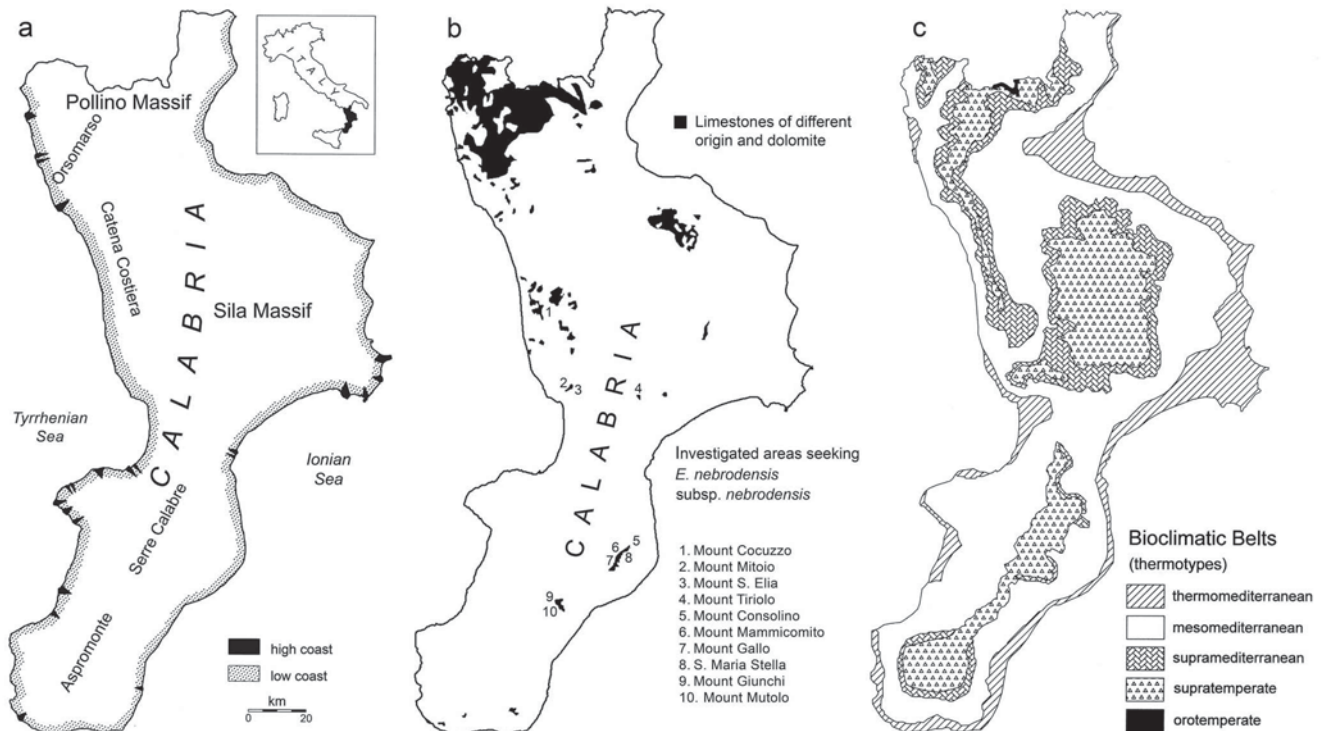 a
ITALY
Pollino Massif
Orsomarso
Catena Costiera
CALABRIA
Sila Massif
Tyrrhenian
Sea
Ionian
Sea
Serre Calabre
Aspromonte
high coast
low coast
km
0 20
b
Limestones of different
origin and dolomite
1
2
3
4
CALABRIA
Investigated areas seeking
E. nebrodensis
subsp. nebrodensis
5
6
7
8
9
10
1. Mount Cocuzzo
2. Mount Mitoio
3. Mount S. Elia
4. Mount Tiriolo
5. Mount Consolino
6. Mount Mammicomito
7. Mount Gallo
8. S. Maria Stella
9. Mount Giunchi
10. Mount Mutolo
c
Bioclimatic Belts
(thermotypes)
thermomediterranean
mesomediterranean
supramediterranean
supratemperate
orotemperate